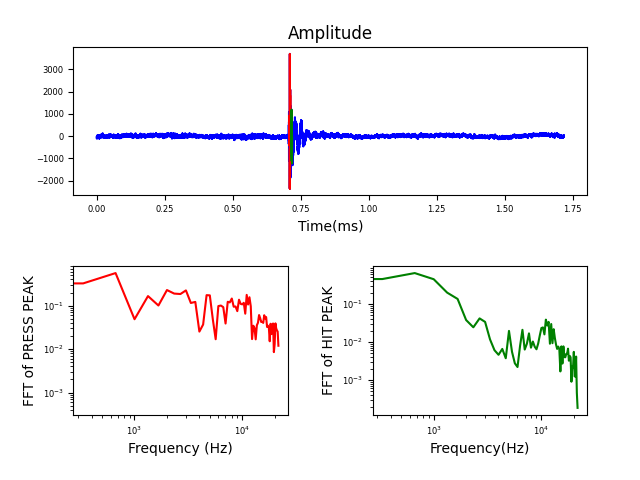 Amplitude
3000
2000
1000
0
−1000
−2000
0.00 0.25 0.50 0.75 1.00 1.25 1.50 1.75
Time(ms)
FFT of PRESS PEAK
10⁻¹
10⁻²
10⁻³
10³ 10⁴
Frequency (Hz)
FFT of HIT PEAK
10⁻¹
10⁻²
10⁻³
10³ 10⁴
Frequency(Hz)